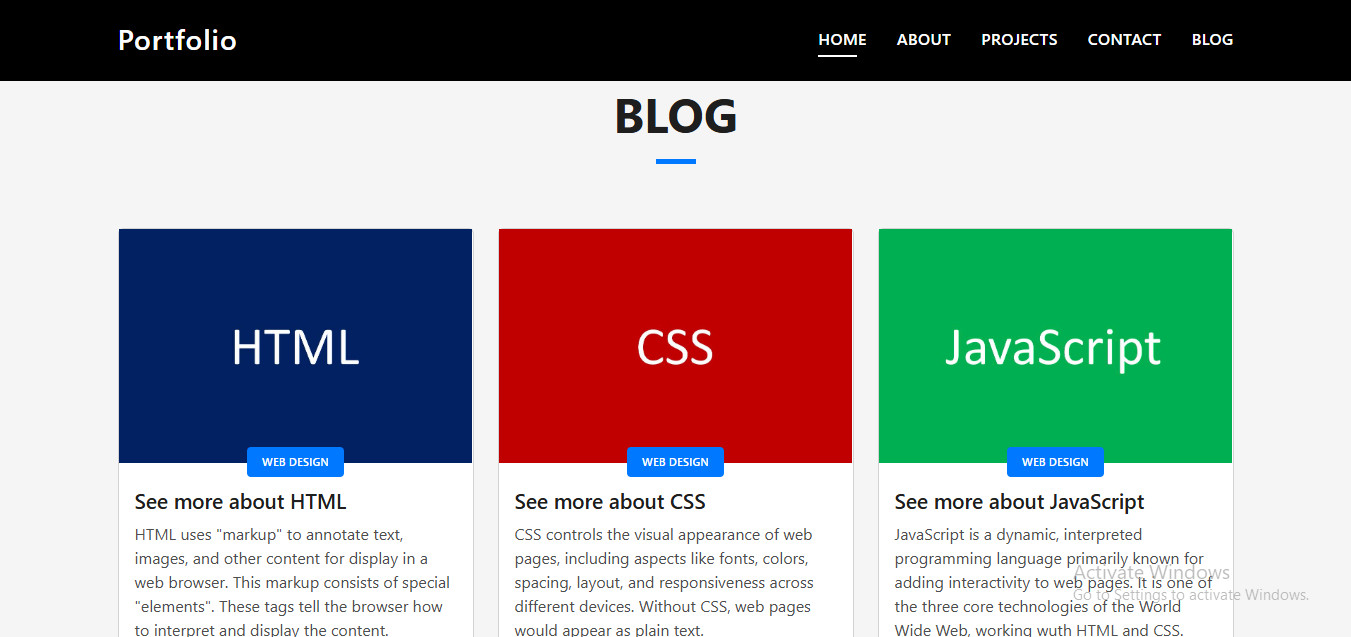 Portfolio
HOME ABOUT PROJECTS CONTACT BLOG
BLOG
HTML
WEB DESIGN
See more about HTML
HTML uses "markup" to annotate text,
images, and other content for display in a
web browser. This markup consists of special
"elements". These tags tell the browser how
to interpret and display the content.
CSS
WEB DESIGN
See more about CSS
CSS controls the visual appearance of web
pages, including aspects like fonts, colors,
spacing, layout, and responsiveness across
different devices. Without CSS, web pages
would appear as plain text.
JavaScript
WEB DESIGN
See more about JavaScript
JavaScript is a dynamic, interpreted
programming language primarily known for
adding interactivity to web pages. It is one of
the three core technologies of the World
Wide Web, working wuth HTML and CSS.
Activate Windows
Go to Settings to activate Windows.